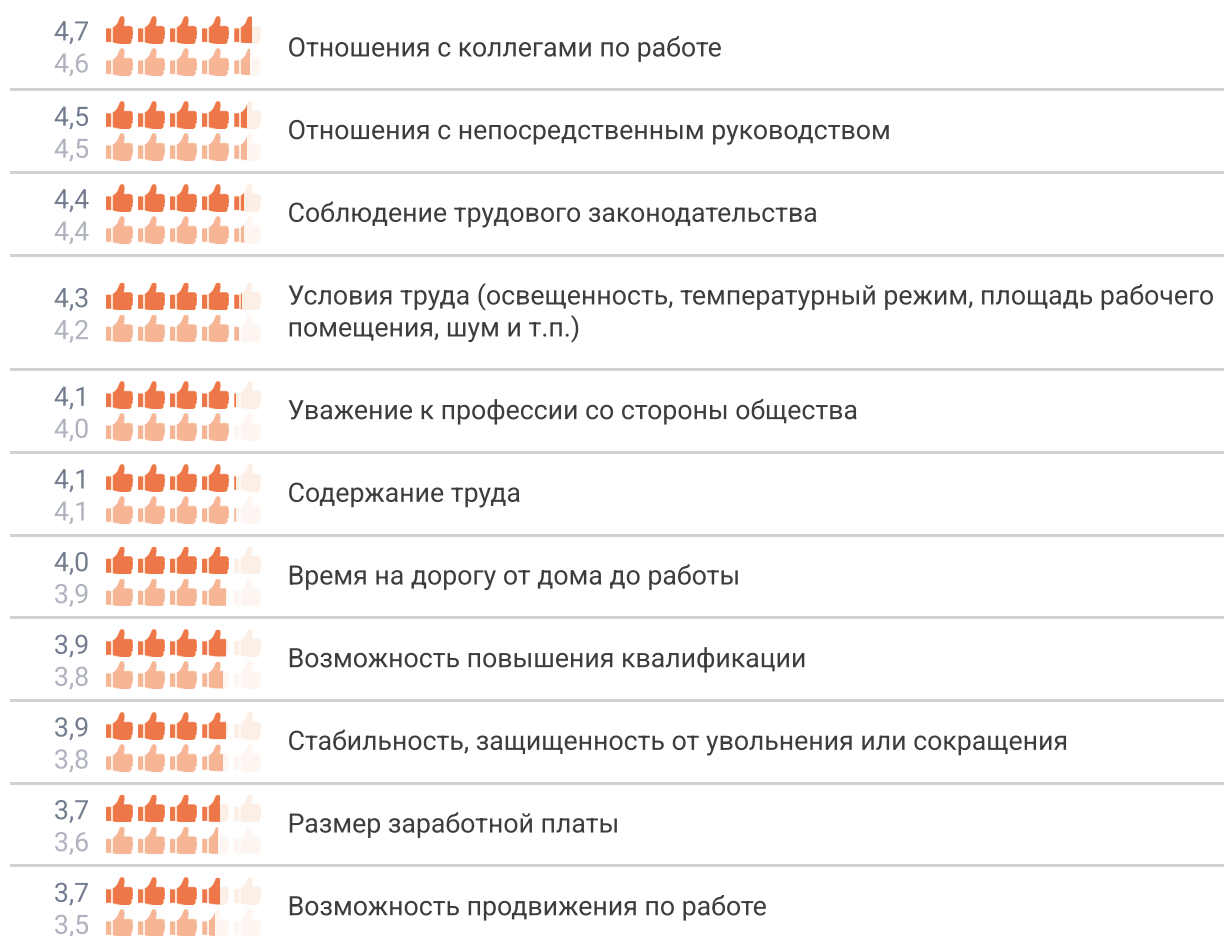 4,7
4,6
Отношения с коллегами по работе
4,5
4,5
Отношения с непосредственным руководством
4,4
4,4
Соблюдение трудового законодательства
4,3
4,2
Условия труда (освещенность, температурный режим, площадь рабочего
помещения, шум и т.п.)
4,1
4,0
Уважение к профессии со стороны общества
4,1
4,1
Содержание труда
4,0
3,9
Время на дорогу от дома до работы
3,9
3,8
Возможность повышения квалификации
3,9
3,8
Стабильность, защищенность от увольнения или сокращения
3,7
3,6
Размер заработной платы
3,7
3,5
Возможность продвижения по работе